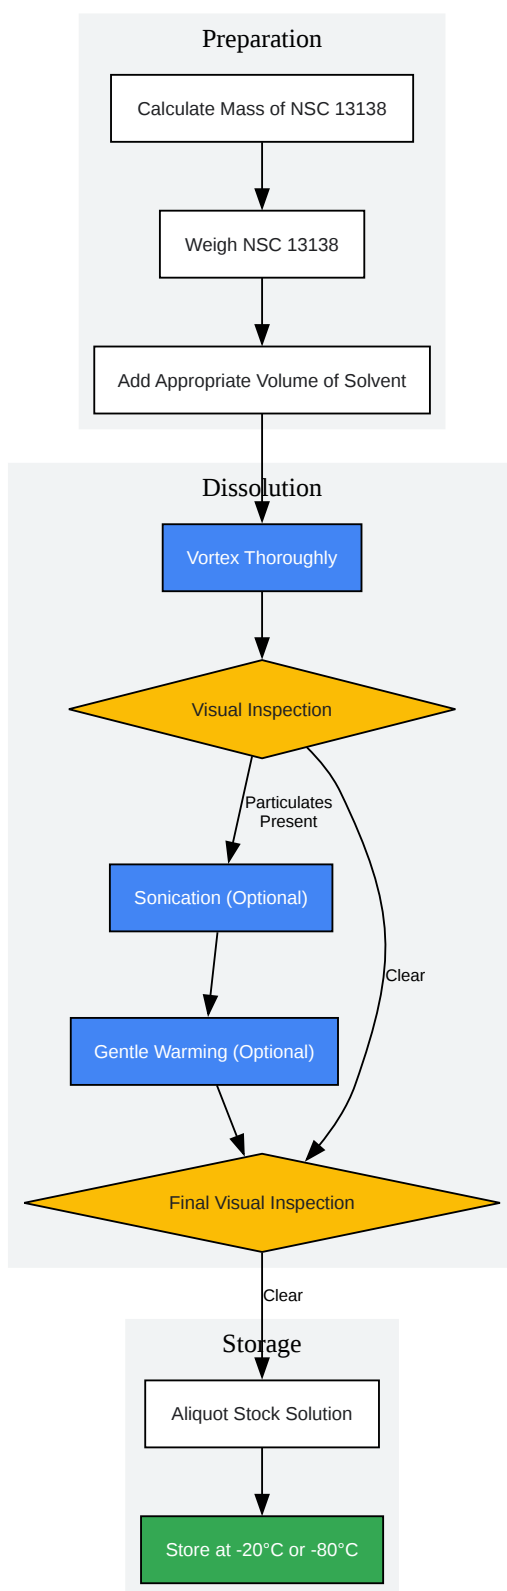 Preparation
Calculate Mass of NSC 13138
Weigh NSC 13138
Add Appropriate Volume of Solvent
Dissolution
Vortex Thoroughly
Visual Inspection
Particulates
Present
Sonication (Optional)
Clear
Gentle Warming (Optional)
Final Visual Inspection
Clear
Storage
Aliquot Stock Solution
Store at -20°C or -80°C